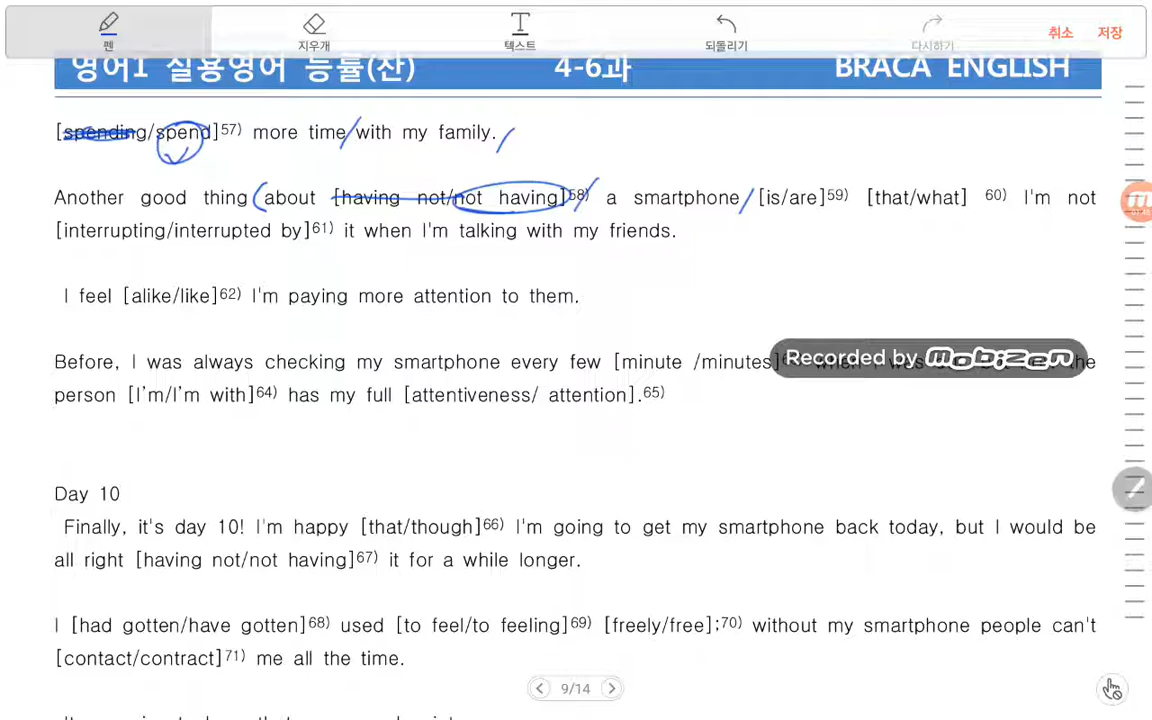 펜 지우개 텍스트 되돌리기 다시하기 취소 저장
영어I 실용영어 능률(찬) 4-6과 BRACA ENGLISH
[spending/spend]57) more time with my family.
Another good thing about [having not/not having]58) a smartphone [is/are]59) [that/what] 60) I'm not
[interrupting/interrupted by]61) it when I'm talking with my friends.
I feel [alike/like]62) I'm paying more attention to them.
Before, I was always checking my smartphone every few [minute /minutes] the
Recorded by Mobizen
person [I'm/I'm with]64) has my full [attentiveness/ attention].65)
Day 10
Finally, it's day 10! I'm happy [that/though]66) I'm going to get my smartphone back today, but I would be
all right [having not/not having]67) it for a while longer.
I [had gotten/have gotten]68) used [to feel/to feeling]69) [freely/free];70) without my smartphone people can't
[contact/contract]71) me all the time.
9/14